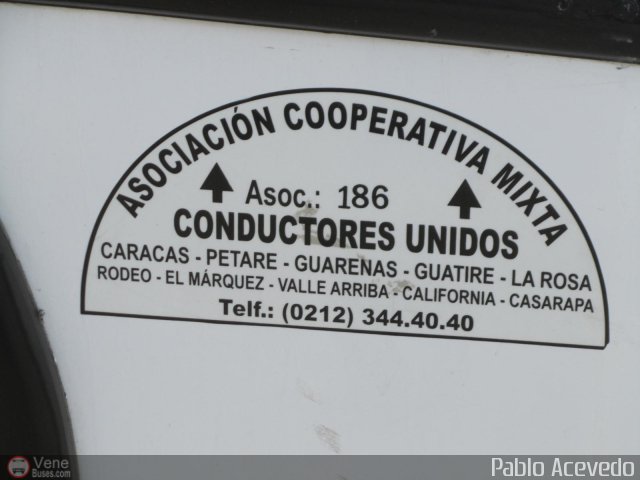 ASOCIACIÓN COOPERATIVA MIXTA
Asoc.: 186
CONDUCTORES UNIDOS
CARACAS - PETARE - GUARENAS - GUATIRE - LA ROSA
RODEO - EL MÁRQUEZ - VALLE ARRIBA - CALIFORNIA - CASARAPA
Telf.: (0212) 344.40.40
Vene
Buses.com
Pablo Acevedo